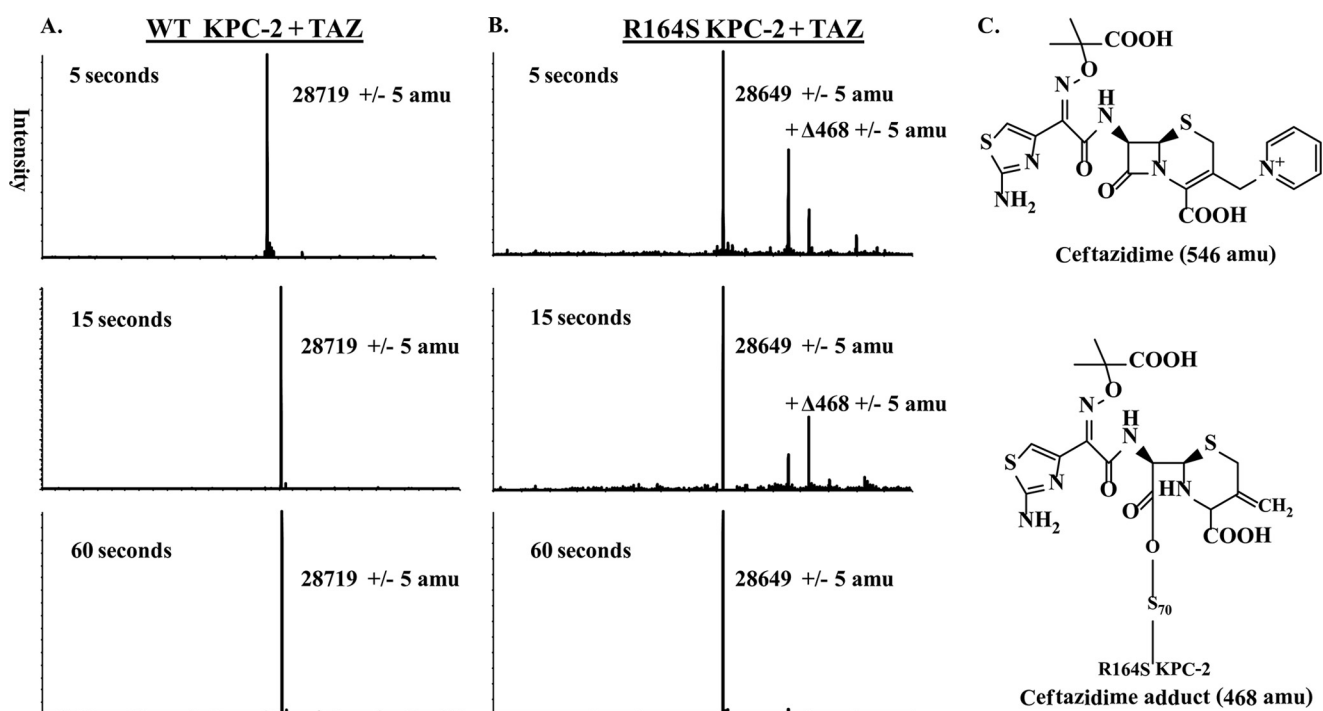 A.
WT KPC-2 + TAZ
Intensity
5 seconds
28719 +/- 5 amu
15 seconds
28719 +/- 5 amu
60 seconds
28719 +/- 5 amu
B.
R164S KPC-2 + TAZ
5 seconds
28649 +/- 5 amu
+ Δ468 +/- 5 amu
15 seconds
28649 +/- 5 amu
+ Δ468 +/- 5 amu
60 seconds
28649 +/- 5 amu
C.
COOH
O
N
H
N
S
S
N
O
O
N
N+
NH2
COOH
Ceftazidime (546 amu)
COOH
O
N
H
N
S
S
N
O
O
HN
CH2
NH2
COOH
O
S70
R164S KPC-2
Ceftazidime adduct (468 amu)